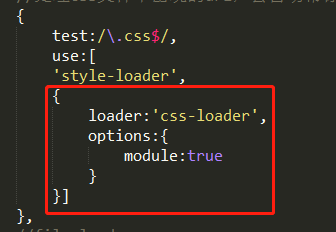 {
test:/\.css$/,
use:[
'style-loader',
{
loader:'css-loader',
options:{
module:true
}
}]
},